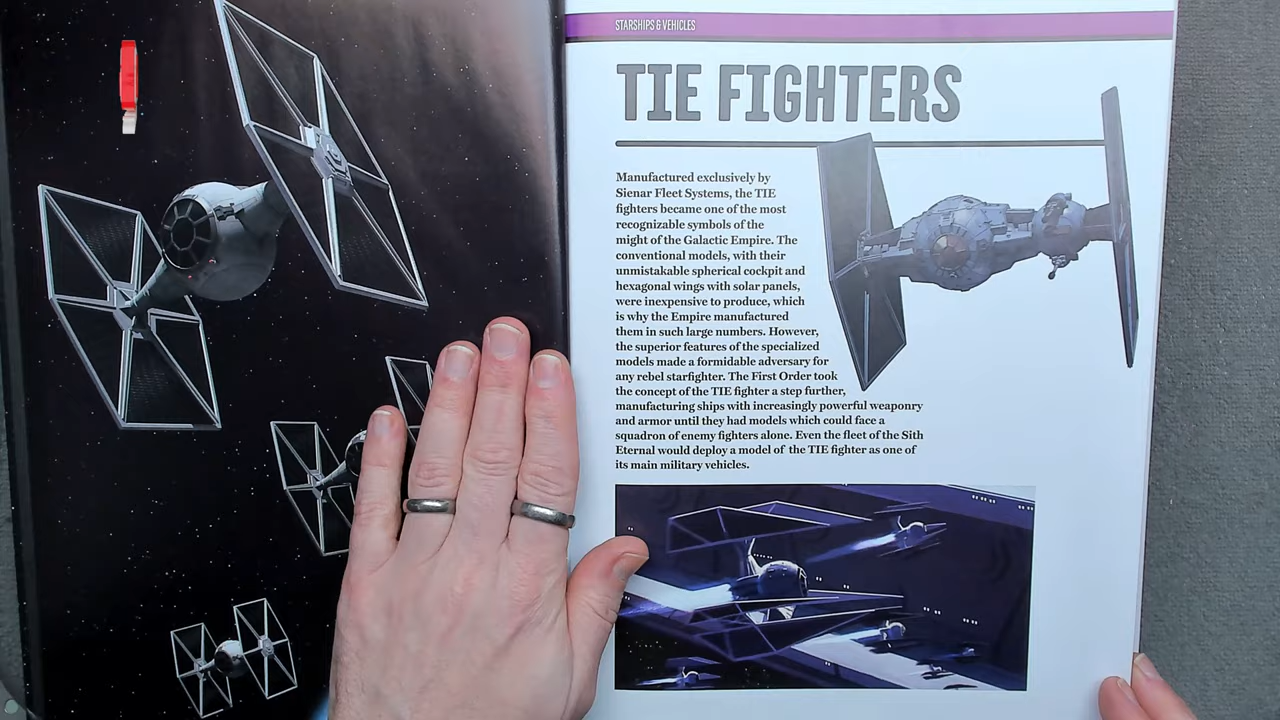 STARSHIPS & VEHICLES
TIE FIGHTERS
Manufactured exclusively by
Sienar Fleet Systems, the TIE
fighters became one of the most
recognizable symbols of the
might of the Galactic Empire. The
conventional models, with their
unmistakable spherical cockpit and
hexagonal wings with solar panels,
were inexpensive to produce, which
is why the Empire manufactured
them in such large numbers. However,
the superior features of the specialized
models made a formidable adversary for
any rebel starfighter. The First Order took
the concept of the TIE fighter a step further,
manufacturing ships with increasingly powerful weaponry
and armor until they had models which could face a
squadron of enemy fighters alone. Even the fleet of the Sith
Eternal would deploy a model of the TIE fighter as one of
its main military vehicles.